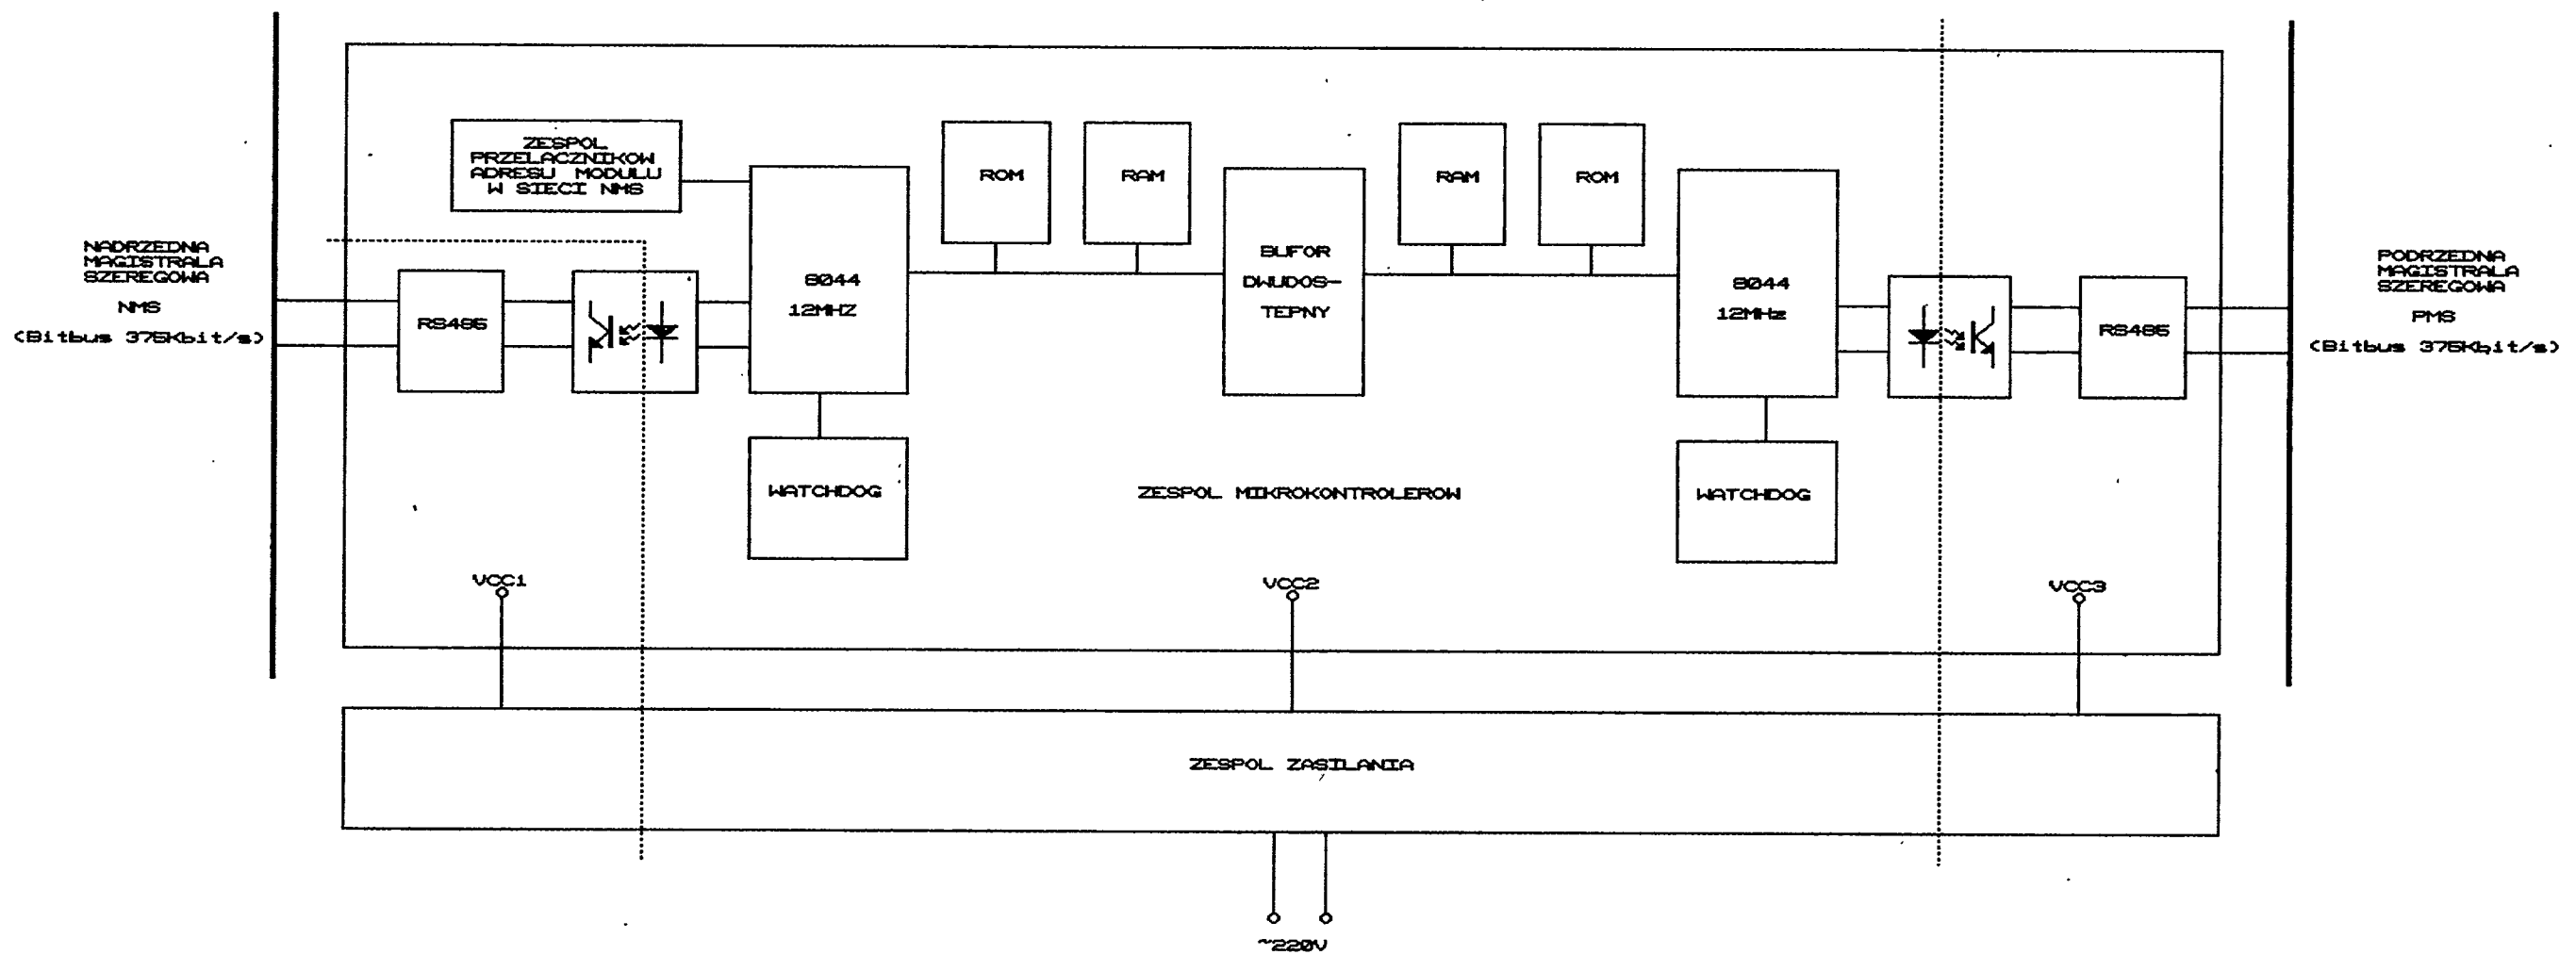 ZESPOL
PRZELACZNIKOW
ADRESU MODULU
W SIECI NMS
ROM
RAM
RAM
ROM
NADRZEDNA
MAGISTRALA
SZEREGOWA
NMS
(Bitbus 375Kbit/s)
RS485
8044
12MHZ
BUFOR
DWUDOS-
TEPNY
8044
12MHz
RS485
PODRZEDNA
MAGISTRALA
SZEREGOWA
PMS
(Bitbus 375Kbit/s)
WATCHDOG
ZESPOL MIKROKONTROLEROW
WATCHDOG
VCC1
VCC2
VCC3
ZESPOL ZASILANIA
~220V